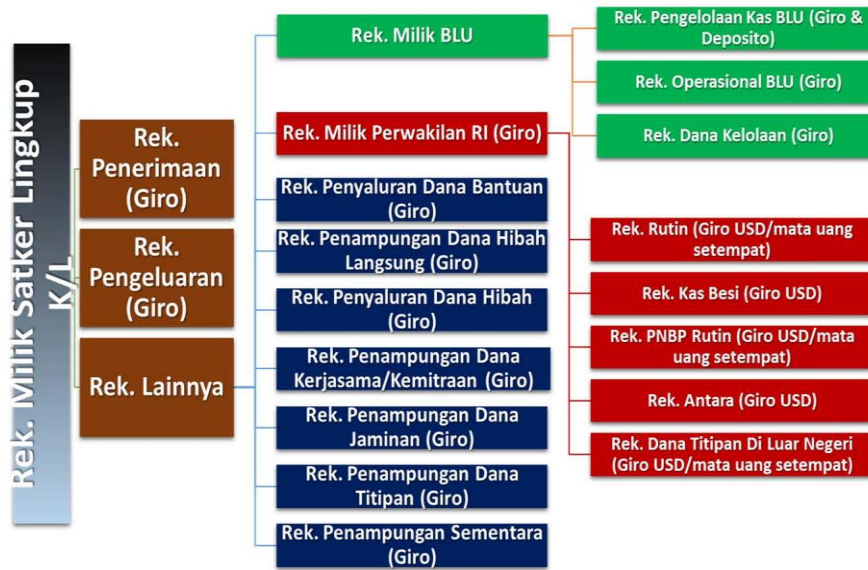 Rek. Milik Satker Lingkup
K/L
Rek.
Penerimaan
(Giro)
Rek.
Pengeluaran
(Giro)
Rek. Lainnya
Rek. Milik BLU
Rek. Milik Perwakilan RI (Giro)
Rek. Penyaluran Dana Bantuan
(Giro)
Rek. Penampungan Dana Hibah
Langsung (Giro)
Rek. Penyaluran Dana Hibah
(Giro)
Rek. Penampungan Dana
Kerjasama/Kemitraan (Giro)
Rek. Penampungan Dana
Jaminan (Giro)
Rek. Penampungan Dana
Titipan (Giro)
Rek. Penampungan Sementara
(Giro)
Rek. Pengelolaan Kas BLU (Giro &
Deposito)
Rek. Operasional BLU (Giro)
Rek. Dana Kelolaan (Giro)
Rek. Rutin (Giro USD/mata uang
setempat)
Rek. Kas Besi (Giro USD)
Rek. PNBP Rutin (Giro USD/mata
uang setempat)
Rek. Antara (Giro USD)
Rek. Dana Titipan Di Luar Negeri
(Giro USD/mata uang setempat)